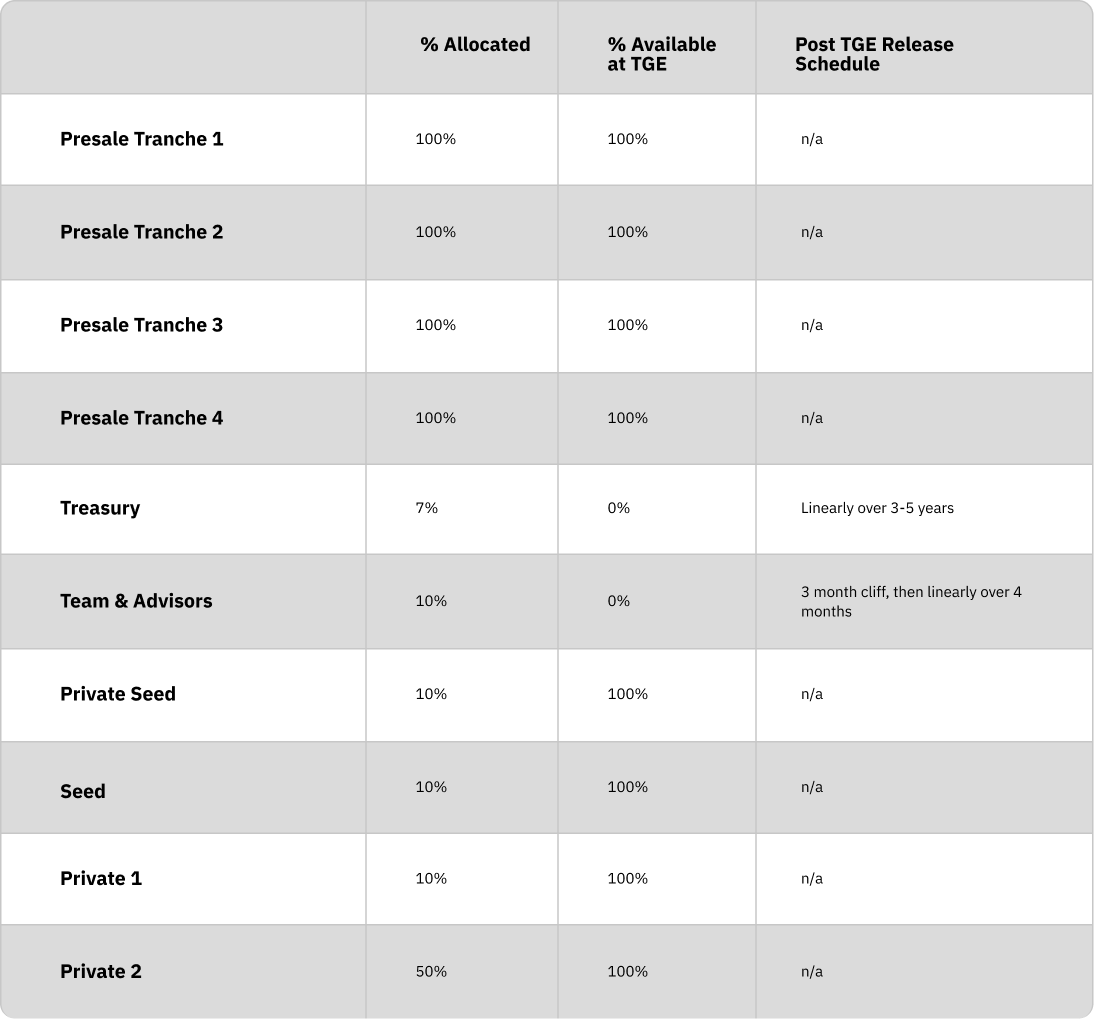 % Allocated
% Available
at TGE
Post TGE Release
Schedule
Presale Tranche 1
100%
100%
n/a
Presale Tranche 2
100%
100%
n/a
Presale Tranche 3
100%
100%
n/a
Presale Tranche 4
100%
100%
n/a
Treasury
7%
0%
Linearly over 3-5 years
Team & Advisors
10%
0%
3 month cliff, then linearly over 4
months
Private Seed
10%
100%
n/a
Seed
10%
100%
n/a
Private 1
10%
100%
n/a
Private 2
50%
100%
n/a